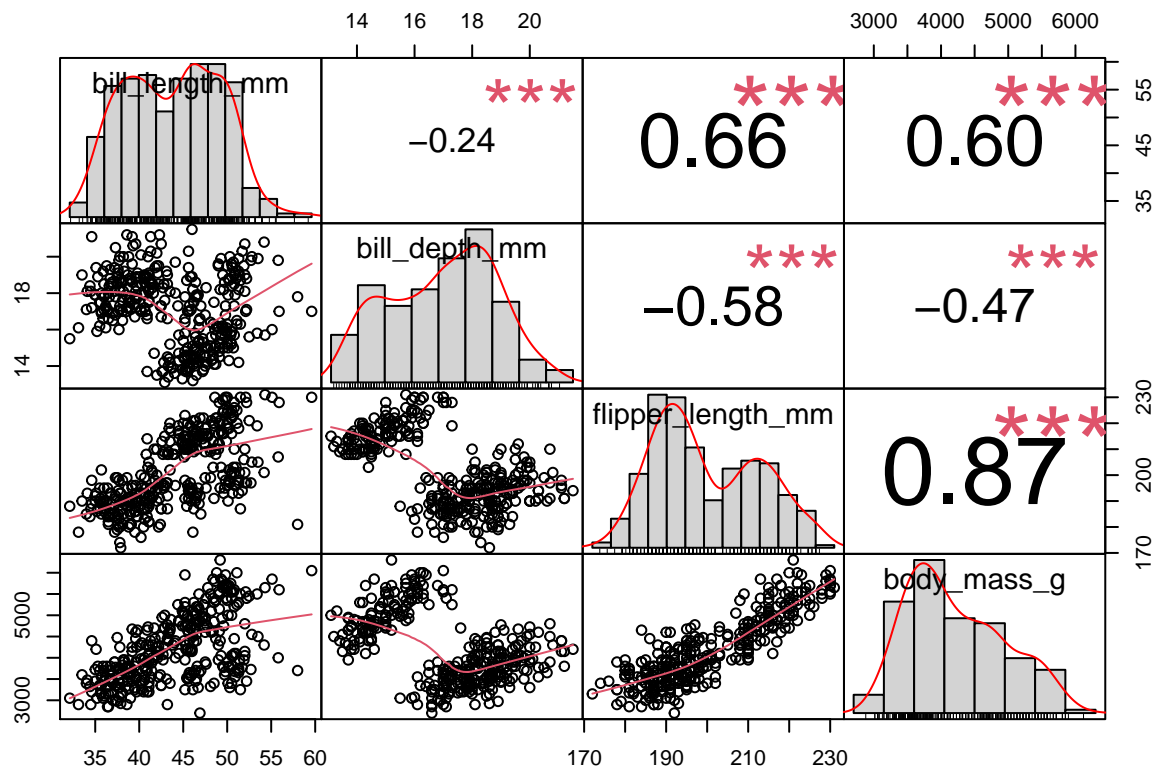 14 16 18 20 3000 4000 5000 6000
bill_length_mm
***
−0.24
***
0.66
***
0.60
35 45 55
14 18
bill_depth_mm
***
−0.58
***
−0.47
flipper_length_mm
***
0.87
170 200 230
3000 5000
body_mass_g
35 40 45 50 55 60 170 190 210 230